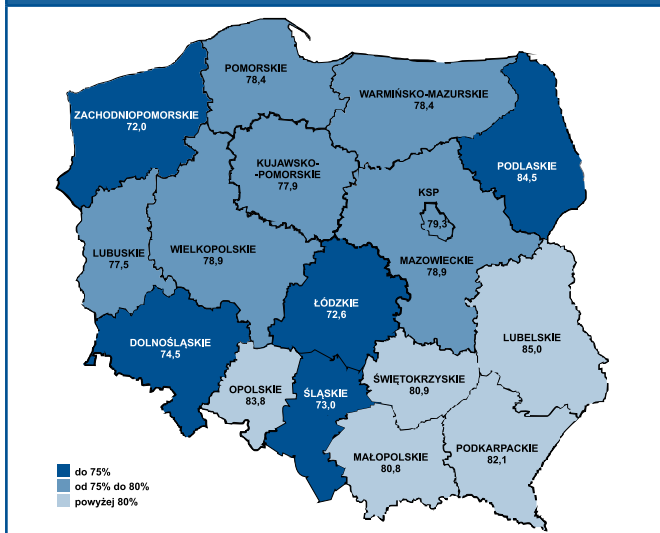 POMORSKIE
78,4
WARMIŃSKO-MAZURSKIE
78,4
ZACHODNIOPOMORSKIE
72,0
KUJAWSKO-
-POMORSKIE
77,9
PODLASKIE
84,5
KSP
79,3
LUBUSKIE
77,5
WIELKOPOLSKIE
78,9
MAZOWIECKIE
78,9
ŁÓDZKIE
72,6
DOLNOŚLĄSKIE
74,5
LUBELSKIE
85,0
OPOLSKIE
83,8
ŚLĄSKIE
73,0
ŚWIĘTOKRZYSKIE
80,9
MAŁOPOLSKIE
80,8
PODKARPACKIE
82,1
do 75%
od 75% do 80%
powyżej 80%